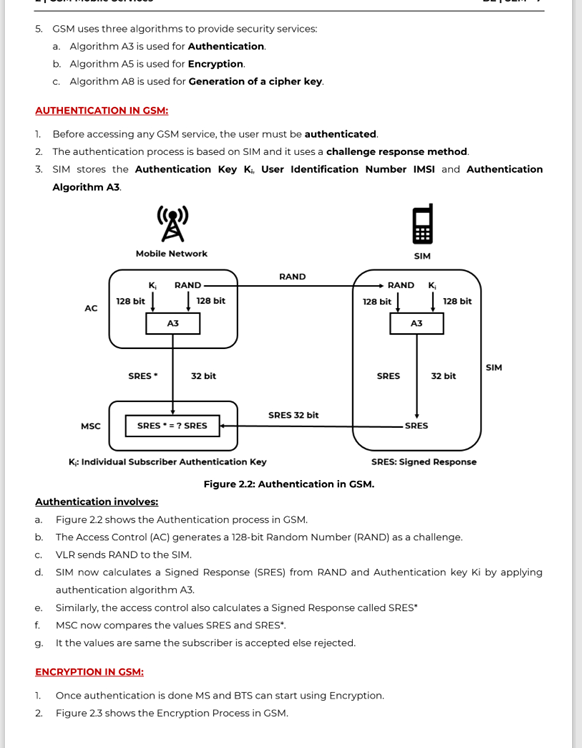 5. GSM uses three algorithms to provide security services:
a. Algorithm A3 is used for Authentication.
b. Algorithm A5 is used for Encryption.
c. Algorithm A8 is used for Generation of a cipher key.
AUTHENTICATION IN GSM:
1. Before accessing any GSM service, the user must be authenticated.
2. The authentication process is based on SIM and it uses a challenge response method.
3. SIM stores the Authentication Key Ki, User Identification Number IMSI and Authentication
Algorithm A3.
Mobile Network
SIM
RAND
Ki RAND
RAND Ki
AC
128 bit
128 bit
128 bit
128 bit
A3
A3
SIM
SRES *
32 bit
SRES
32 bit
SRES 32 bit
MSC
SRES * = ? SRES
SRES
Ki: Individual Subscriber Authentication Key
SRES: Signed Response
Figure 2.2: Authentication in GSM.
Authentication involves:
a. Figure 2.2 shows the Authentication process in GSM.
b. The Access Control (AC) generates a 128-bit Random Number (RAND) as a challenge.
c. VLR sends RAND to the SIM.
d. SIM now calculates a Signed Response (SRES) from RAND and Authentication key Ki by applying
authentication algorithm A3.
e. Similarly, the access control also calculates a Signed Response called SRES*
f. MSC now compares the values SRES and SRES*.
g. It the values are same the subscriber is accepted else rejected.
ENCRYPTION IN GSM:
1. Once authentication is done MS and BTS can start using Encryption.
2. Figure 2.3 shows the Encryption Process in GSM.